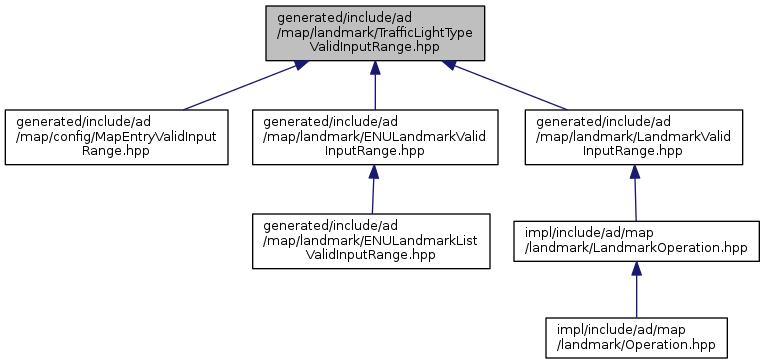 generated/include/ad
/map/landmark/TrafficLightType
ValidInputRange.hpp
generated/include/ad
/map/config/MapEntryValidInput
Range.hpp
generated/include/ad
/map/landmark/ENULandmarkValid
InputRange.hpp
generated/include/ad
/map/landmark/LandmarkValid
InputRange.hpp
generated/include/ad
/map/landmark/ENULandmarkList
ValidInputRange.hpp
impl/include/ad/map
/landmark/LandmarkOperation.hpp
impl/include/ad/map
/landmark/Operation.hpp